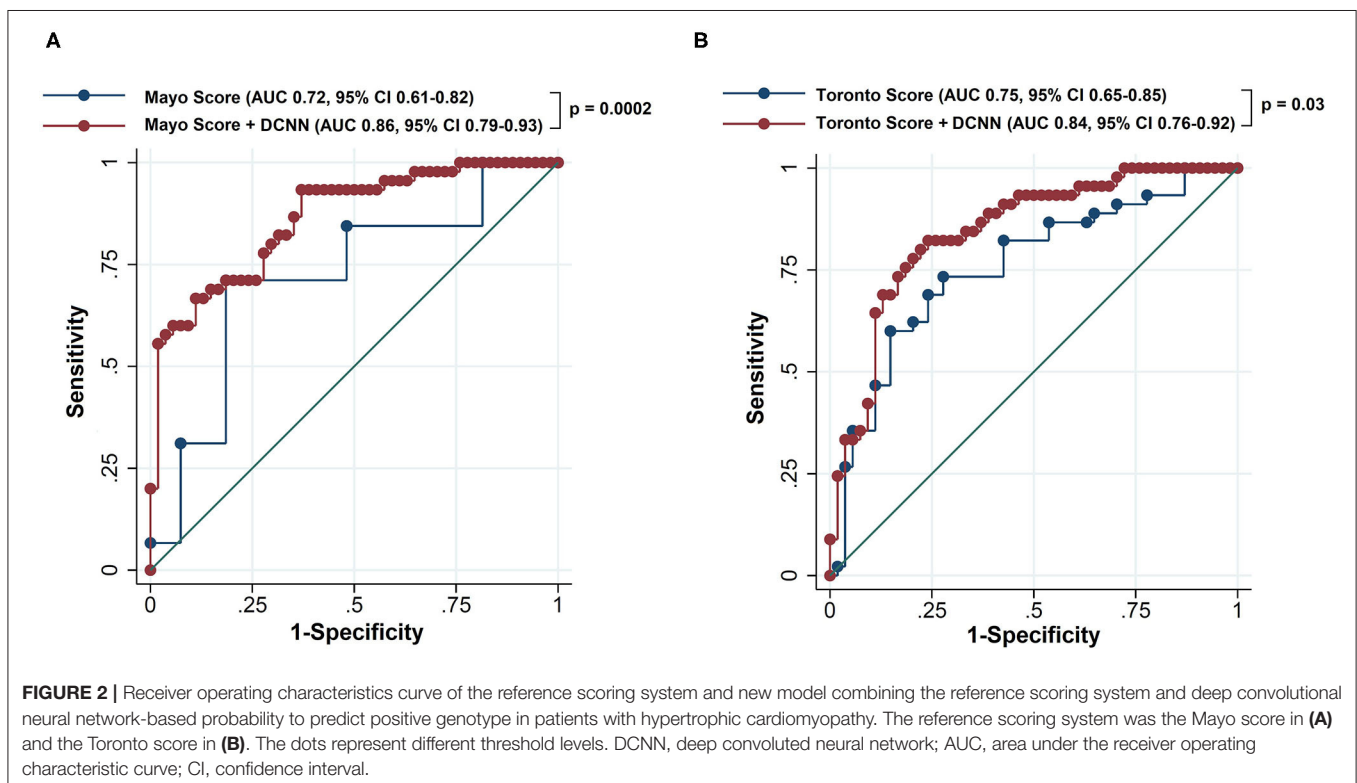 A
Mayo Score (AUC 0.72, 95% CI 0.61-0.82)
Mayo Score + DCNN (AUC 0.86, 95% CI 0.79-0.93)
p = 0.0002
1
.75
.5
.25
0
Sensitivity
0 .25 .5 .75 1
1-Specificity
B
Toronto Score (AUC 0.75, 95% CI 0.65-0.85)
Toronto Score + DCNN (AUC 0.84, 95% CI 0.76-0.92)
p = 0.03
1
.75
.5
.25
0
Sensitivity
0 .25 .5 .75 1
1-Specificity
FIGURE 2 | Receiver operating characteristics curve of the reference scoring system and new model combining the reference scoring system and deep convolutional
neural network-based probability to predict positive genotype in patients with hypertrophic cardiomyopathy. The reference scoring system was the Mayo score in (A)
and the Toronto score in (B). The dots represent different threshold levels. DCNN, deep convoluted neural network; AUC, area under the receiver operating
characteristic curve; CI, confidence interval.